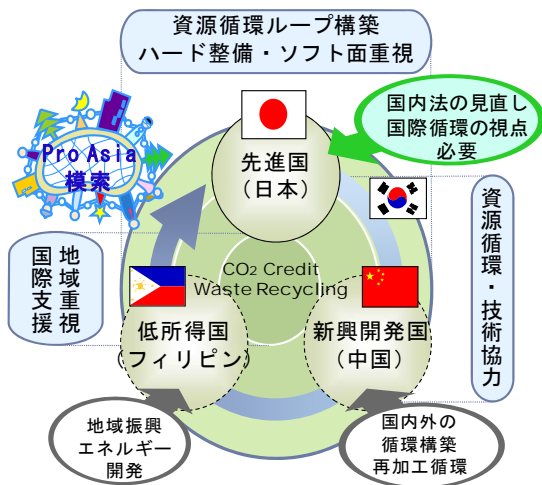 資源循環ループ構築
ハード整備・ソフト面重視
国内法の見直し
国際循環の視点
必要
Pro Asia
模索
先進国
(日本)
資源循環・技術協力
地域重視
国際支援
CO₂ Credit
Waste Recycling
低所得国
(フィリピン)
新興開発国
(中国)
地域振興
エネルギー
開発
国内外の
循環構築
再加工循環